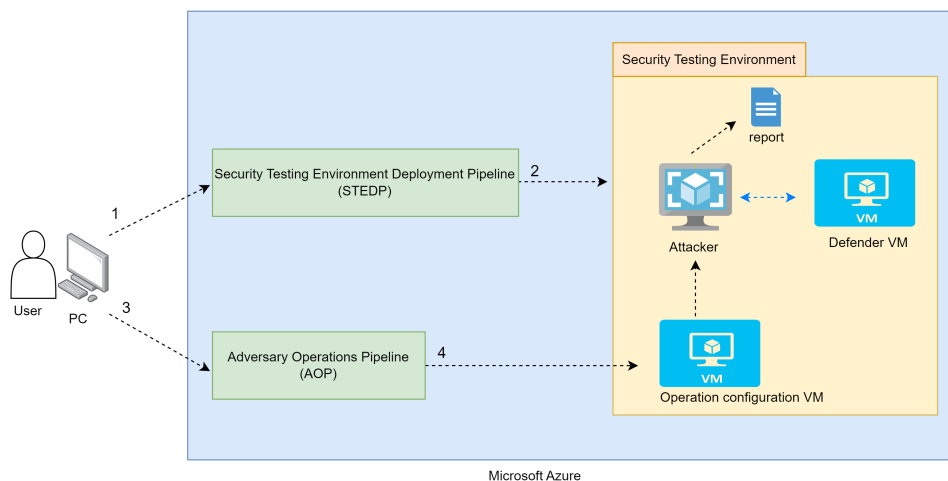 Security Testing Environment
report
Security Testing Environment Deployment Pipeline
(STEDP)
2
1
VM
Attacker
Defender VM
User
PC
3
Adversary Operations Pipeline
(AOP)
4
VM
Operation configuration VM
Microsoft Azure